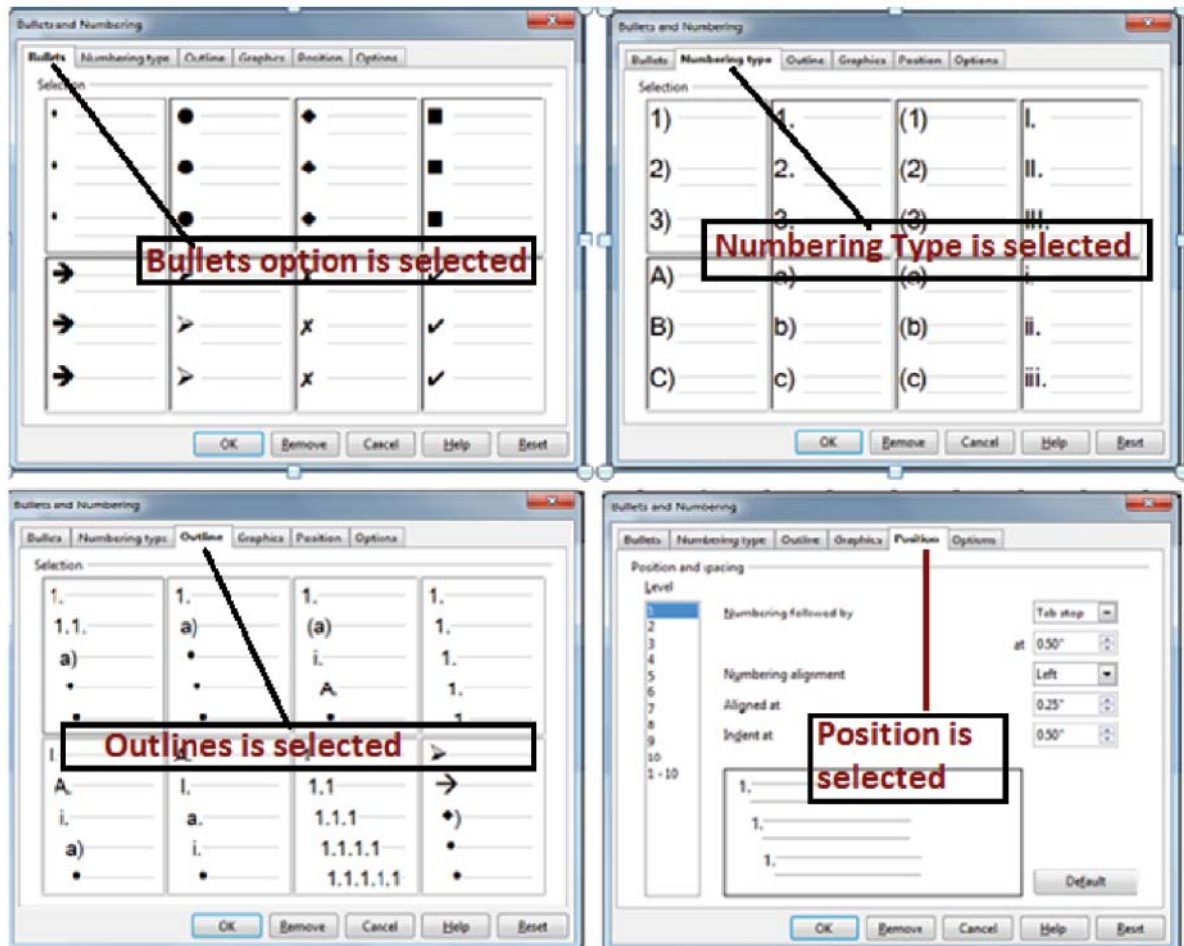 Bullets and Numbering
Bullets Numbering type Outline Graphics Position Options
Selection
Bullets option is selected
OK Remove Cancel Help Reset
Bullets and Numbering
Bullets Numbering type Outline Graphics Position Options
Selection
1) 1. (1) I.
2) 2. (2) II.
3) 3. (3) III.
Numbering Type is selected
A) a) (a) i.
B) b) (b) ii.
C) c) (c) iii.
OK Remove Cancel Help Reset
Bullets and Numbering
Bullets Numbering type Outline Graphics Position Options
Selection
1. 1. 1. 1.
1.1. a) (a) 1.
a) • i. 1.
• • A. 1.
• • • 1.
Outlines is selected
I.
A. I. 1.1 →
i. a. 1.1.1 ◆)
a) i. 1.1.1.1 •
• • 1.1.1.1.1 •
OK Remove Cancel Help Reset
Bullets and Numbering
Bullets Numbering type Outline Graphics Position Options
Position and spacing
Level
1
2
3
4
5
6
7
8
9
10
1 - 10
Numbering followed by Tab stop
at 0.50"
Numbering alignment Left
Aligned at 0.25"
Indent at 0.50"
Position is
selected
1.
1.
1.
Default
OK Remove Cancel Help Reset